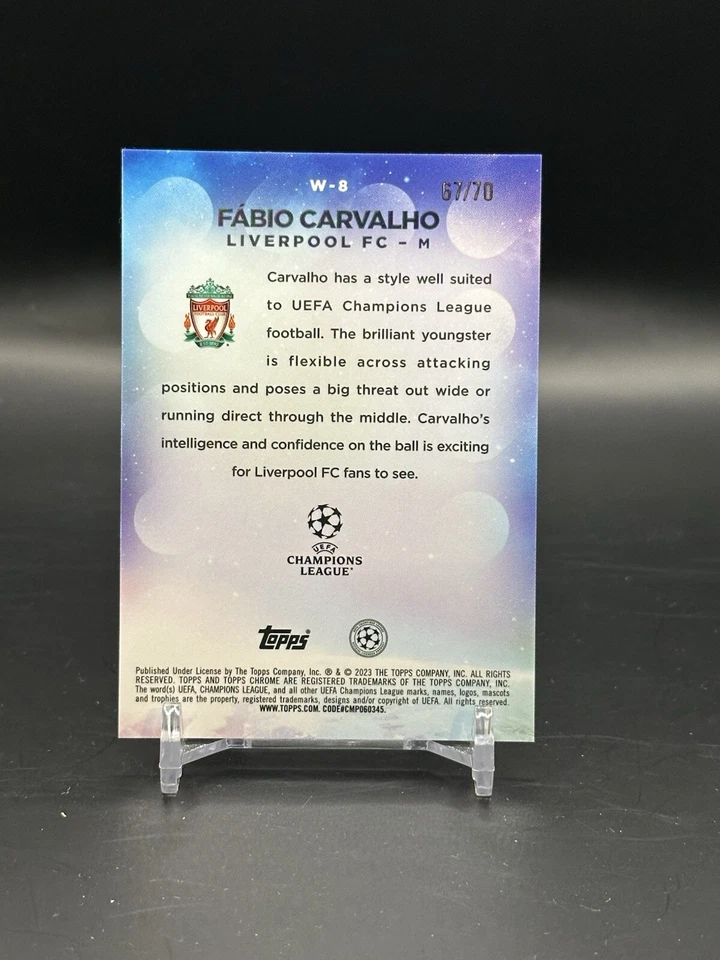 W-8
67/70
FÁBIO CARVALHO
LIVERPOOL FC – M
Carvalho has a style well suited
to UEFA Champions League
football. The brilliant youngster
is flexible across attacking
positions and poses a big threat out wide or
running direct through the middle. Carvalho's
intelligence and confidence on the ball is exciting
for Liverpool FC fans to see.
LIVERPOOL
FOOTBALL CLUB
UEFA
CHAMPIONS
LEAGUE
Topps®
Published Under License by The Topps Company, Inc. ® & © 2023 THE TOPPS COMPANY, INC. ALL RIGHTS
RESERVED. TOPPS AND TOPPS CHROME ARE REGISTERED TRADEMARKS OF THE TOPPS COMPANY, INC.
The word(s) UEFA, CHAMPIONS LEAGUE, and all other UEFA Champions League marks, names, logos, mascots
and trophies are the property, registered trademarks, designs and/or copyright of UEFA. All rights reserved.
WWW.TOPPS.COM. CODE#CMP060345.